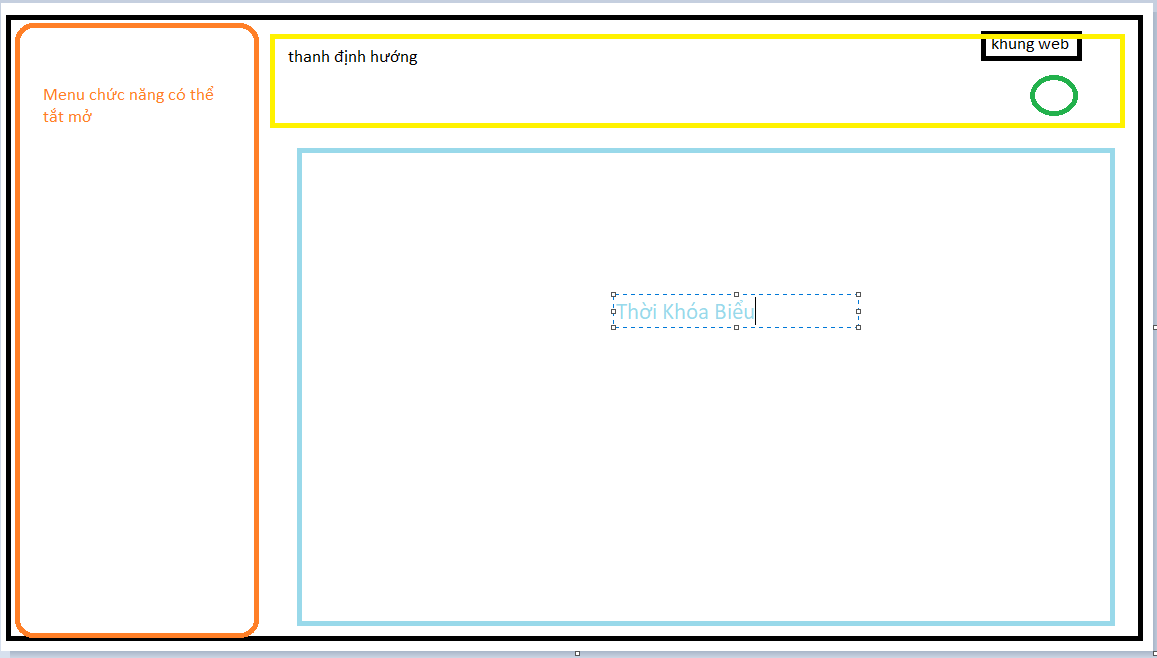 khung web
thanh định hướng
Menu chức năng có thể
tắt mở
Thời Khóa Biểu